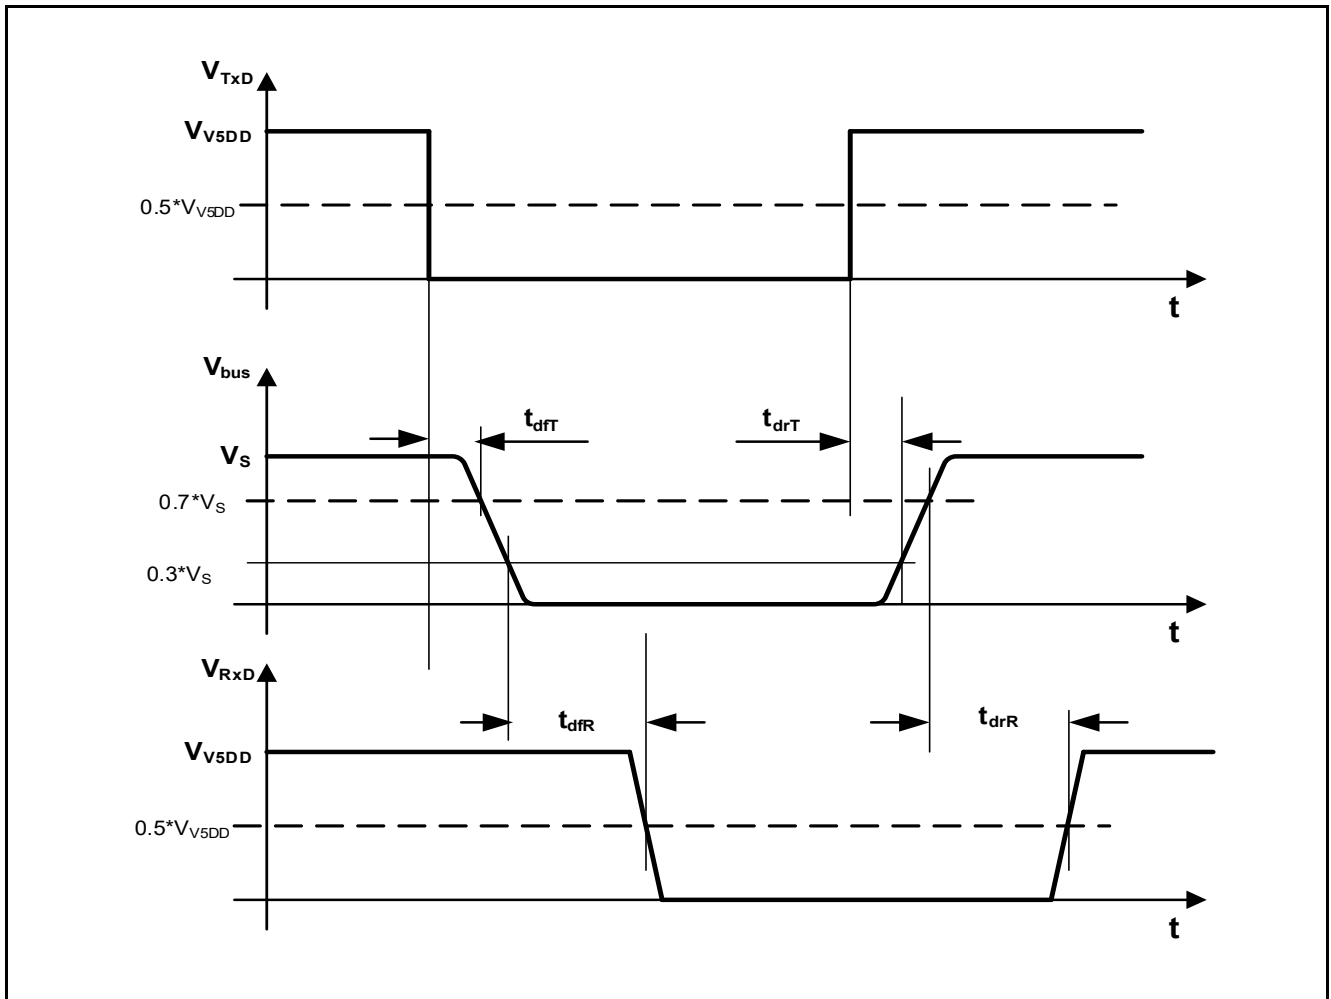 VTxD
VV5DD
0.5*VV5DD
t
Vbus
tdfT
tdrT
VS
0.7*VS
0.3*VS
t
VRxD
tdfR
tdrR
VV5DD
0.5*VV5DD
t